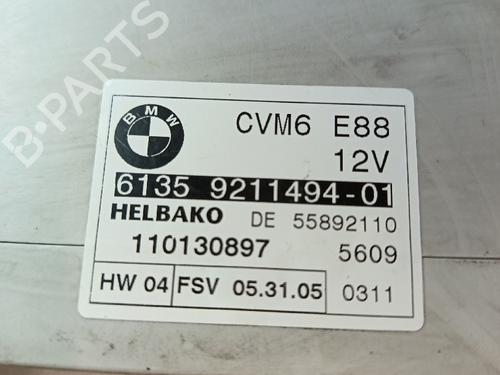 B-PARTS
BMW
CVM6 E88
12V
6135 9211494-01
HELBAKO DE 55892110
110130897 5609
HW 04 FSV 05.31.05 0311